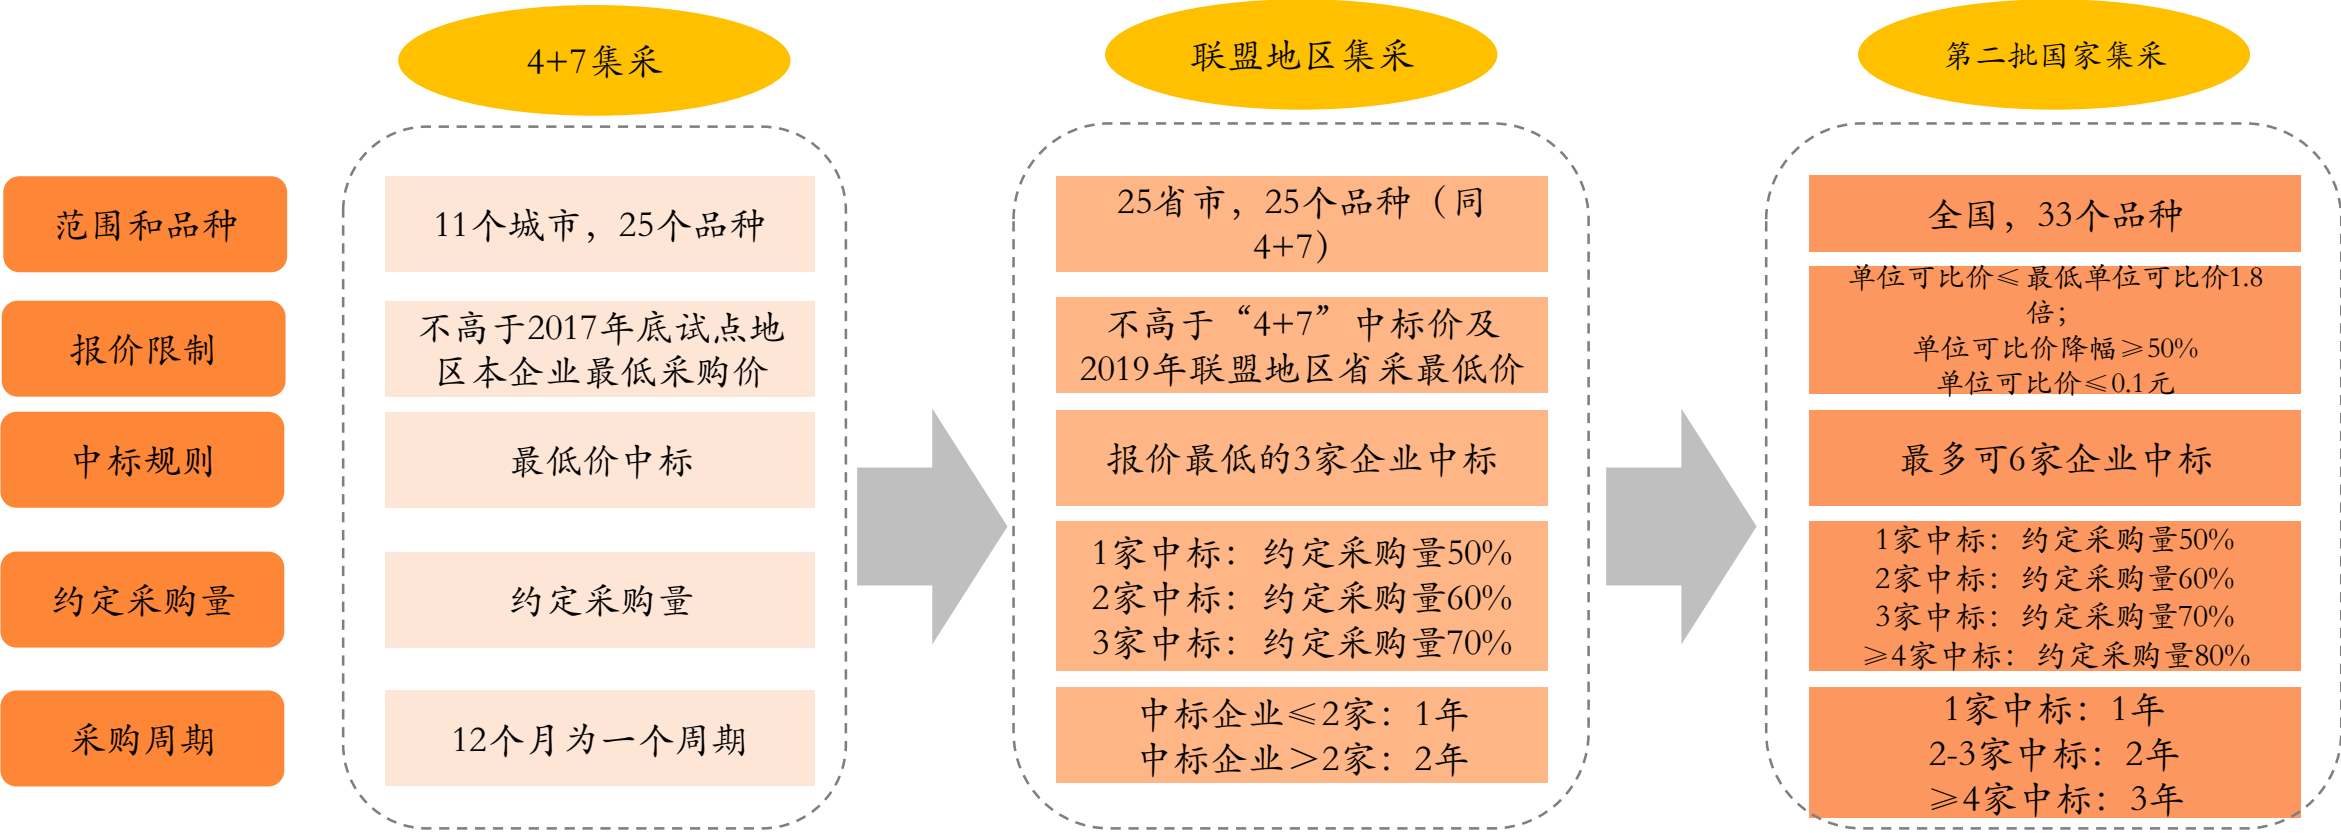 4+7集采
联盟地区集采
第二批国家集采
范围和品种
11个城市，25个品种
25省市，25个品种（同
4+7）
全国，33个品种
报价限制
不高于2017年底试点地
区本企业最低采购价
不高于“4+7”中标价及
2019年联盟地区省采最低价
单位可比价≤最低单位可比价1.8
倍；
单位可比价降幅≥50%
单位可比价≤0.1元
中标规则
最低价中标
报价最低的3家企业中标
最多可6家企业中标
约定采购量
约定采购量
1家中标：约定采购量50%
2家中标：约定采购量60%
3家中标：约定采购量70%
1家中标：约定采购量50%
2家中标：约定采购量60%
3家中标：约定采购量70%
≥4家中标：约定采购量80%
采购周期
12个月为一个周期
中标企业≤2家：1年
中标企业＞2家：2年
1家中标：1年
2-3家中标：2年
≥4家中标：3年